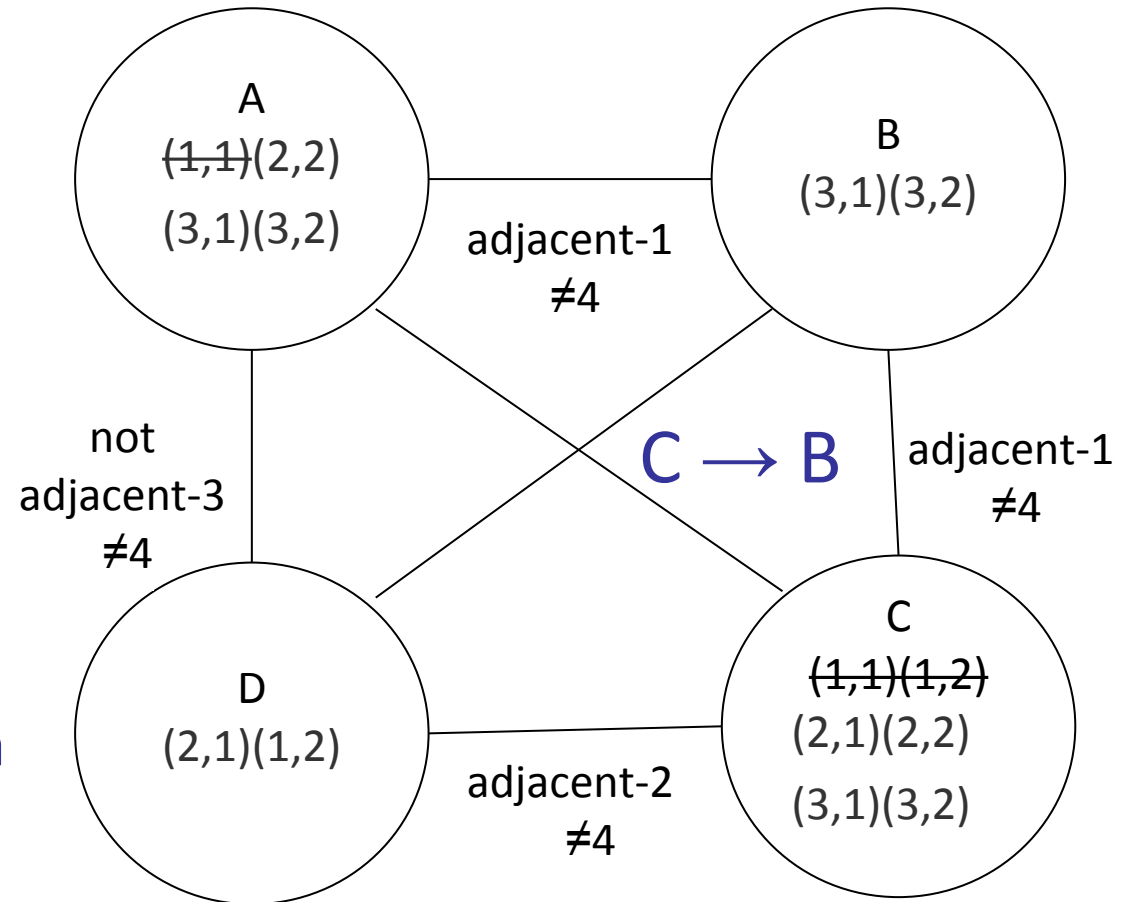 A
(1,1)(2,2)
(3,1)(3,2)
B
(3,1)(3,2)
adjacent-1
≠4
not
adjacent-3
≠4
C → B
adjacent-1
≠4
D
(2,1)(1,2)
adjacent-2
≠4
C
(1,1)(1,2)
(2,1)(2,2)
(3,1)(3,2)